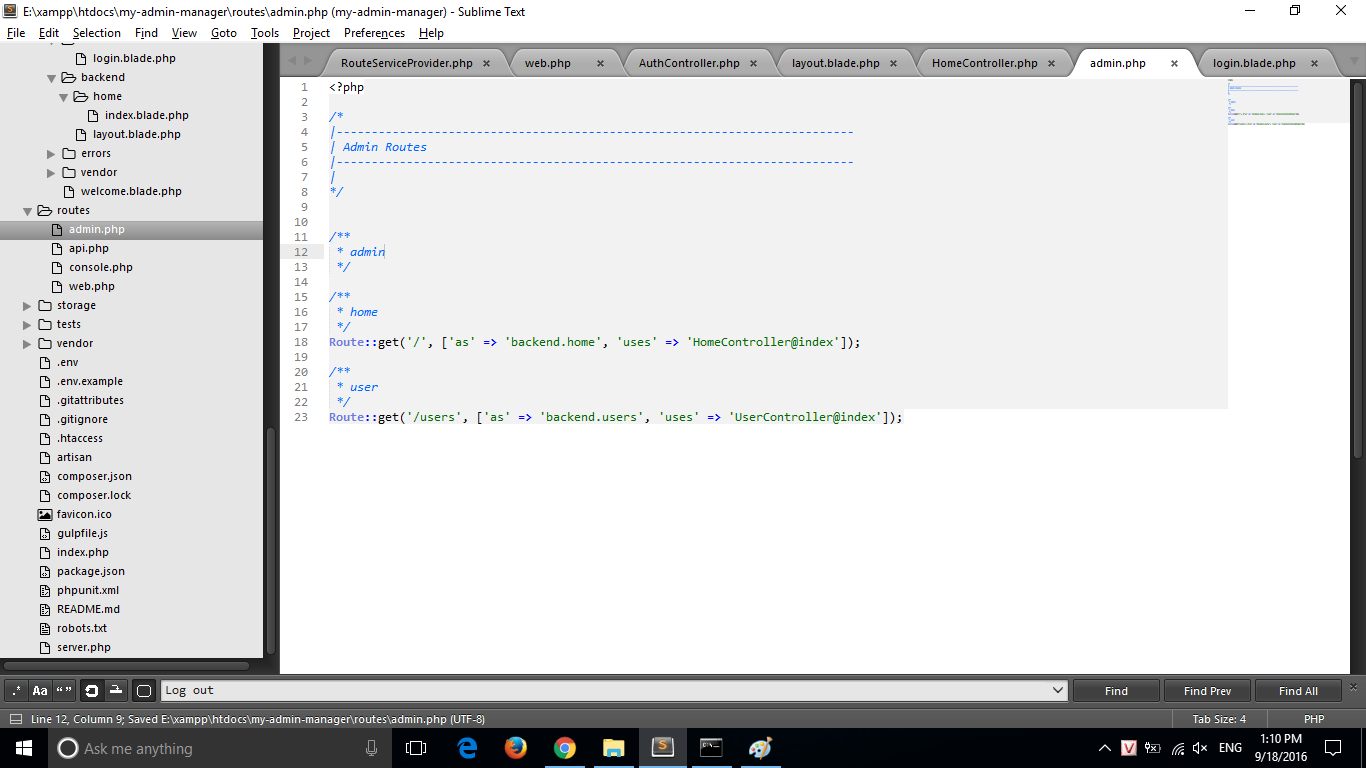 E:\xampp\htdocs\my-admin-manager\routes\admin.php (my-admin-manager) - Sublime Text
File Edit Selection Find View Goto Tools Project Preferences Help
login.blade.php
backend
home
index.blade.php
layout.blade.php
errors
vendor
welcome.blade.php
routes
admin.php
api.php
console.php
web.php
storage
tests
vendor
.env
.env.example
.gitattributes
.gitignore
.htaccess
artisan
composer.json
composer.lock
favicon.ico
gulpfile.js
index.php
package.json
phpunit.xml
README.md
robots.txt
server.php
RouteServiceProvider.php × web.php × AuthController.php × layout.blade.php × HomeController.php × admin.php × login.blade.php ×
1 <?php
2
3 /*
4 |--------------------------------------------------------------------------
5 | Admin Routes
6 |--------------------------------------------------------------------------
7 |
8 */
9
10
11 /**
12 * admin
13 */
14
15 /**
16 * home
17 */
18 Route::get('/', ['as' => 'backend.home', 'uses' => 'HomeController@index']);
19
20 /**
21 * user
22 */
23 Route::get('/users', ['as' => 'backend.users', 'uses' => 'UserController@index']);
.* Aa “” Log out Find Find Prev Find All
Line 12, Column 9; Saved E:\xampp\htdocs\my-admin-manager\routes\admin.php (UTF-8) Tab Size: 4 PHP
Ask me anything
V ENG 1:10 PM
9/18/2016